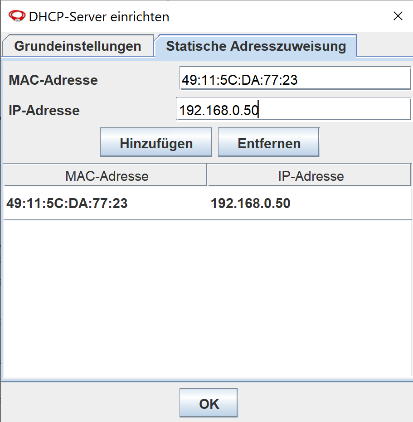 DHCP-Server einrichten
Grundeinstellungen Statische Adresszuweisung
MAC-Adresse 49:11:5C:DA:77:23
IP-Adresse 192.168.0.50
Hinzufügen Entfernen
MAC-Adresse IP-Adresse
49:11:5C:DA:77:23 192.168.0.50
OK